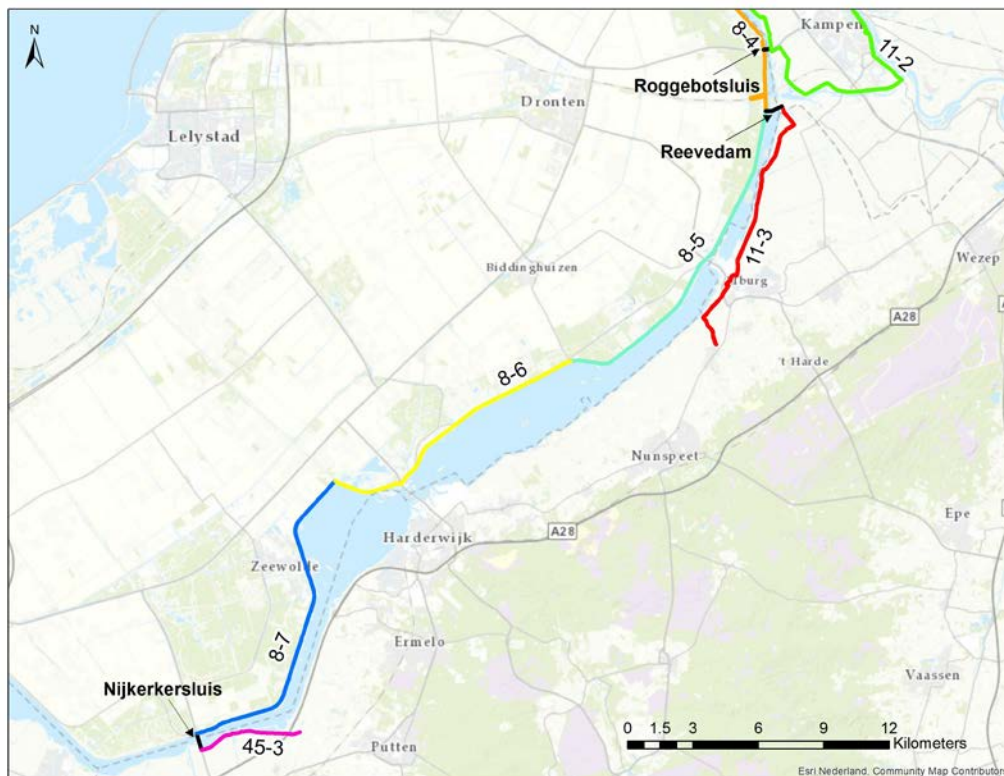 N
Kampen
8-4
11-2
Roggebotsluis
Dronten
Lelystad
Reevedam
8-5
11-3
Biddinghuizen
Wezep
lburg
A28
't Harde
8-6
Nunspeet
Epe
Harderwijk
A28
Zeewolde
Ermelo
8-7
Vaassen
Nijkerkersluis
45-3
Putten
0 1.5 3 6 9 12
Kilometers
Esri Nederland, Community Map Contributors